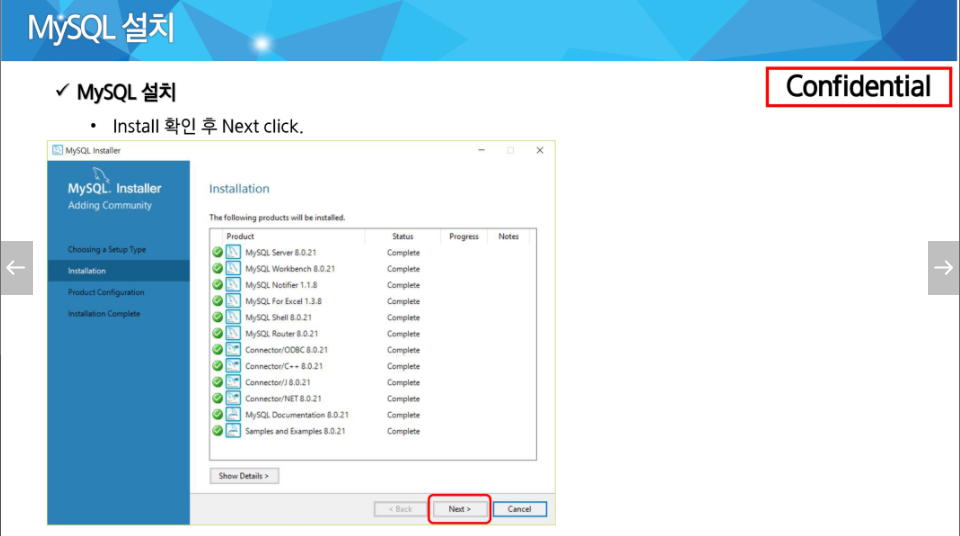 MySQL 설치
Confidential
✓ MySQL 설치
• Install 확인 후 Next click.
MySQL Installer
MySQL. Installer
Adding Community
Choosing a Setup Type
Installation
Product Configuration
Installation Complete
Installation
The following products will be installed.
Product Status Progress Notes
MySQL Server 8.0.21 Complete
MySQL Workbench 8.0.21 Complete
MySQL Notifier 1.1.8 Complete
MySQL For Excel 1.3.8 Complete
MySQL Shell 8.0.21 Complete
MySQL Router 8.0.21 Complete
Connector/ODBC 8.0.21 Complete
Connector/C++ 8.0.21 Complete
Connector/J 8.0.21 Complete
Connector/NET 8.0.21 Complete
MySQL Documentation 8.0.21 Complete
Samples and Examples 8.0.21 Complete
Show Details >
< Back Next > Cancel